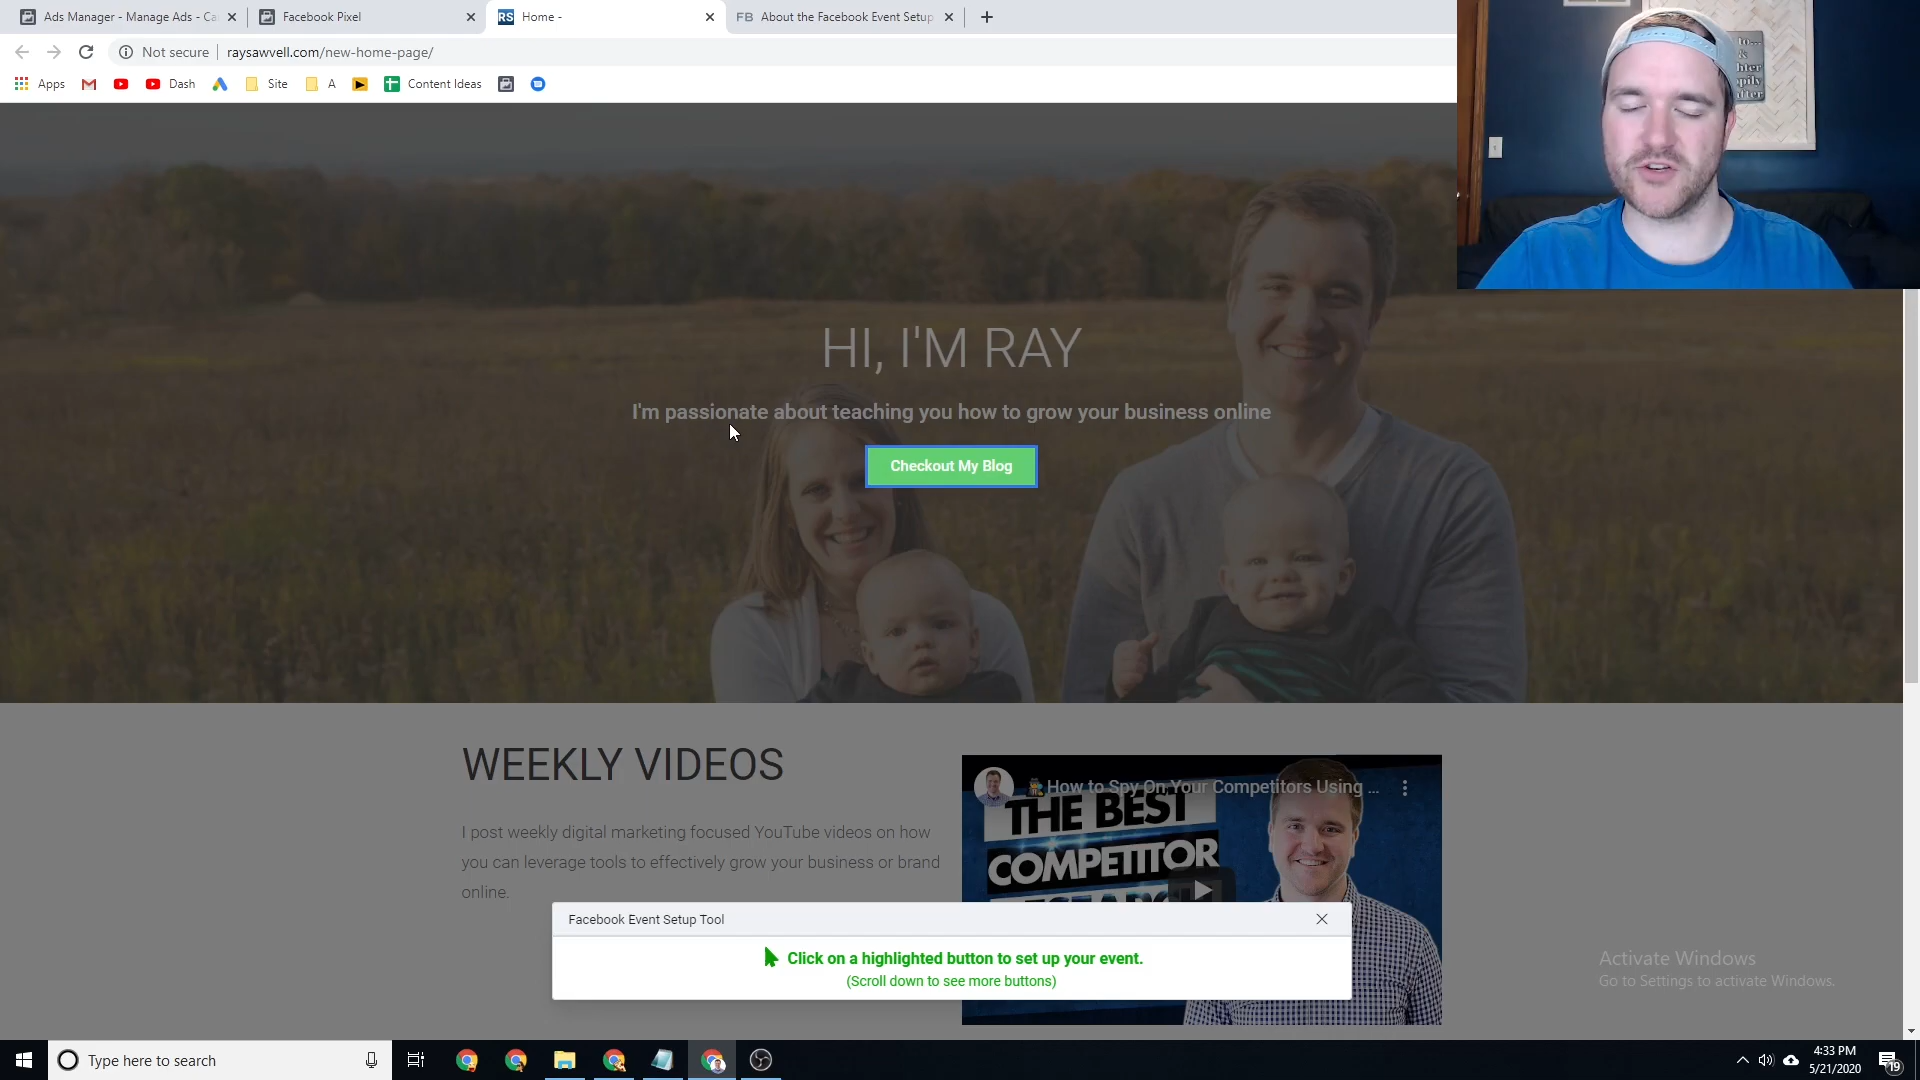 Ads Manager - Manage Ads - Ca
Facebook Pixel
RS Home -
FB About the Facebook Event Setup
Not secure raysawvell.com/new-home-page/
Apps
Dash
Site
A
Content Ideas
HI, I'M RAY
I'm passionate about teaching you how to grow your business online
Checkout My Blog
WEEKLY VIDEOS
I post weekly digital marketing focused YouTube videos on how
you can leverage tools to effectively grow your business or brand
online.
How to Spy On Your Competitors Using ...
THE BEST
COMPETITOR
Facebook Event Setup Tool
Click on a highlighted button to set up your event.
(Scroll down to see more buttons)
Activate Windows
Go to Settings to activate Windows.
Type here to search
4:33 PM
5/21/2020
19